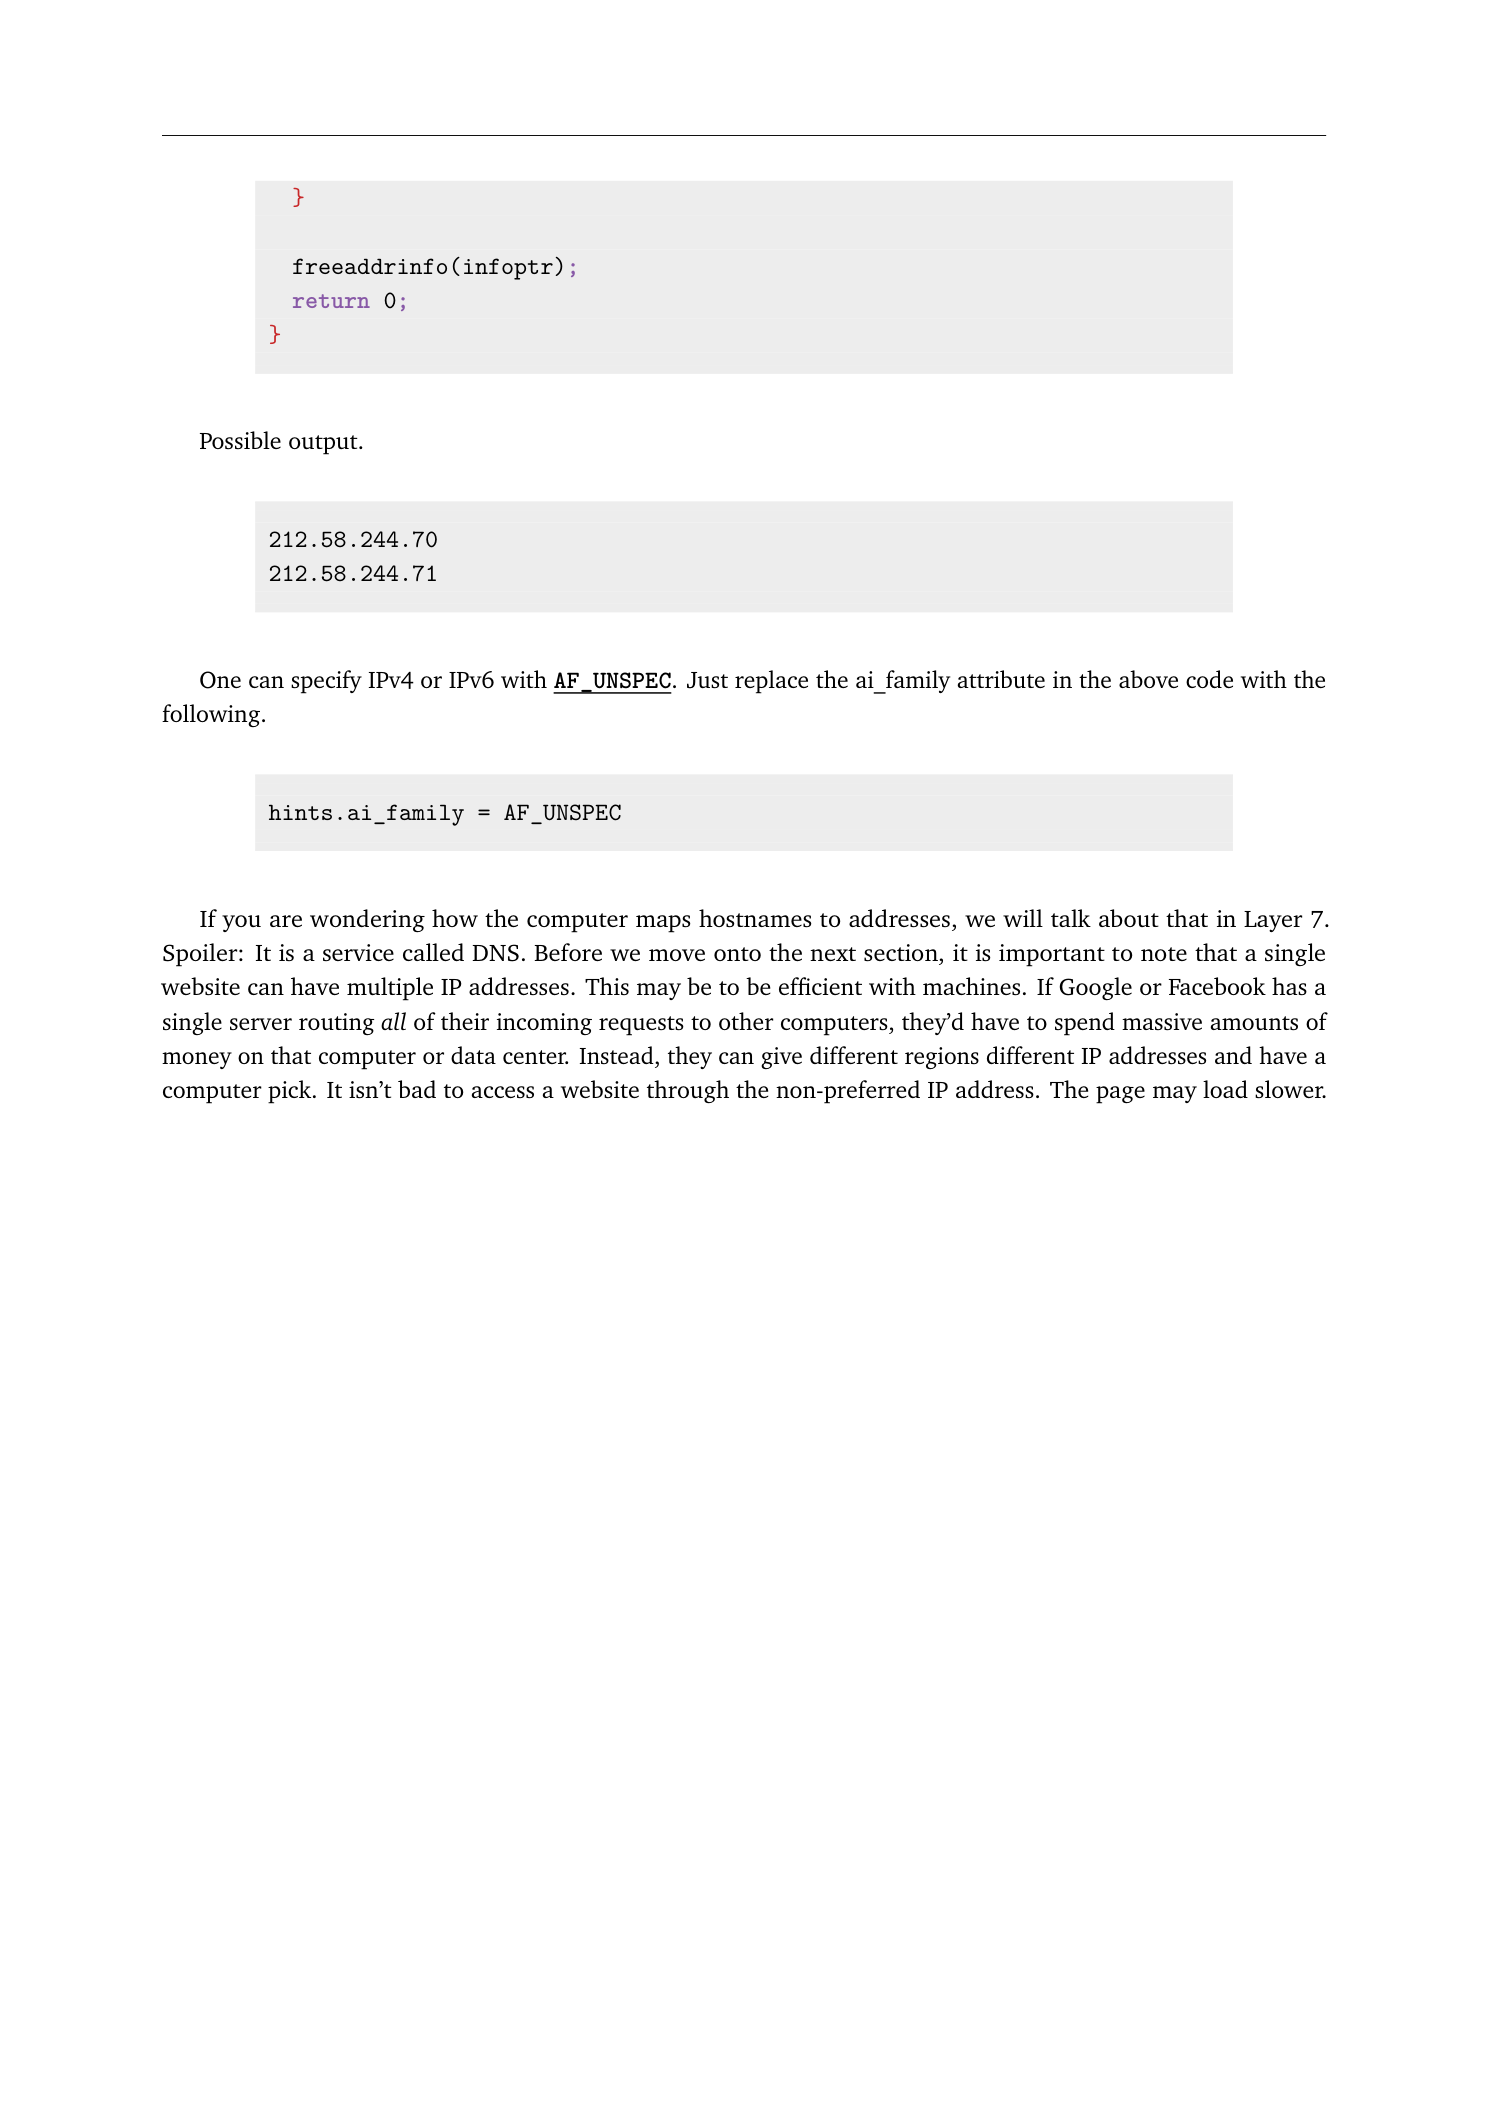 }
freeaddrinfo(infoptr);
return 0;
}
Possible output.
212.58.244.70
212.58.244.71
One can specify IPv4 or IPv6 with AF_UNSPEC. Just replace the ai_family attribute in the above code with the
following.
hints.ai_family = AF_UNSPEC
If you are wondering how the computer maps hostnames to addresses, we will talk about that in Layer 7.
Spoiler: It is a service called DNS. Before we move onto the next section, it is important to note that a single
website can have multiple IP addresses. This may be to be efficient with machines. If Google or Facebook has a
single server routing all of their incoming requests to other computers, they’d have to spend massive amounts of
money on that computer or data center. Instead, they can give different regions different IP addresses and have a
computer pick. It isn’t bad to access a website through the non-preferred IP address. The page may load slower.